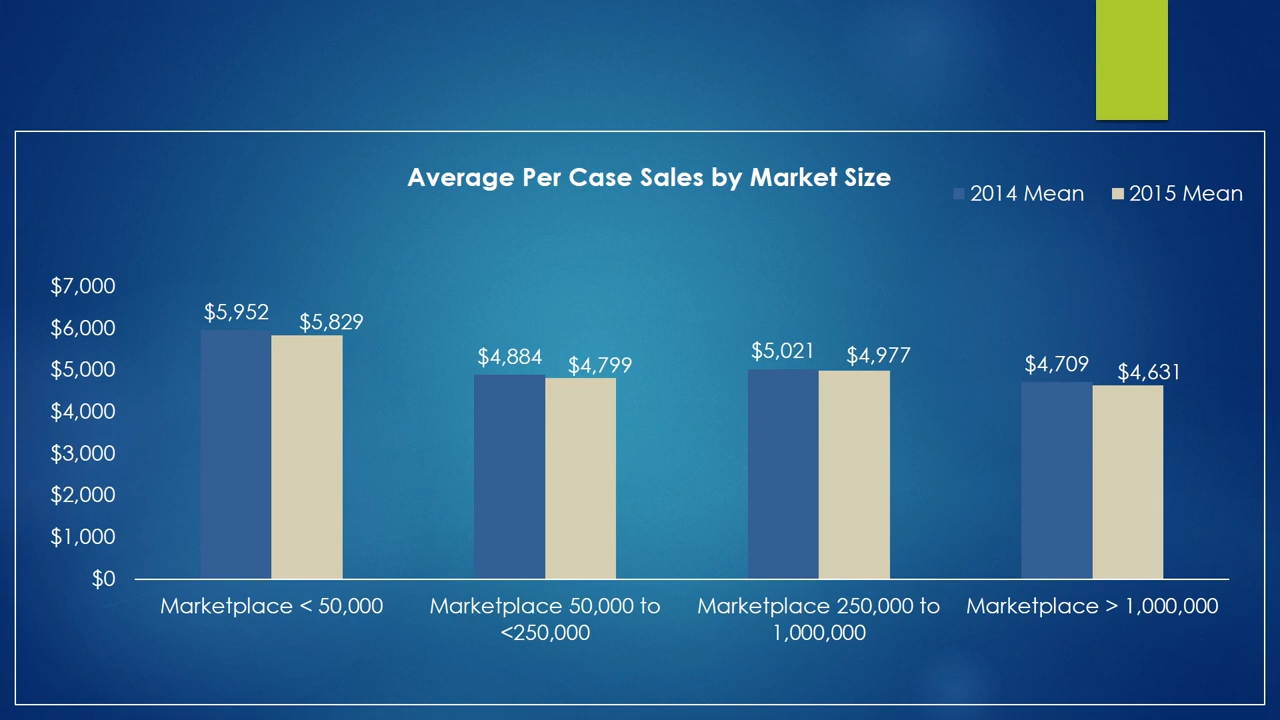 Average Per Case Sales by Market Size
2014 Mean
2015 Mean
$7,000
$6,000
$5,000
$4,000
$3,000
$2,000
$1,000
$0
$5,952
$5,829
$4,884
$4,799
$5,021
$4,977
$4,709
$4,631
Marketplace < 50,000
Marketplace 50,000 to
<250,000
Marketplace 250,000 to
1,000,000
Marketplace > 1,000,000